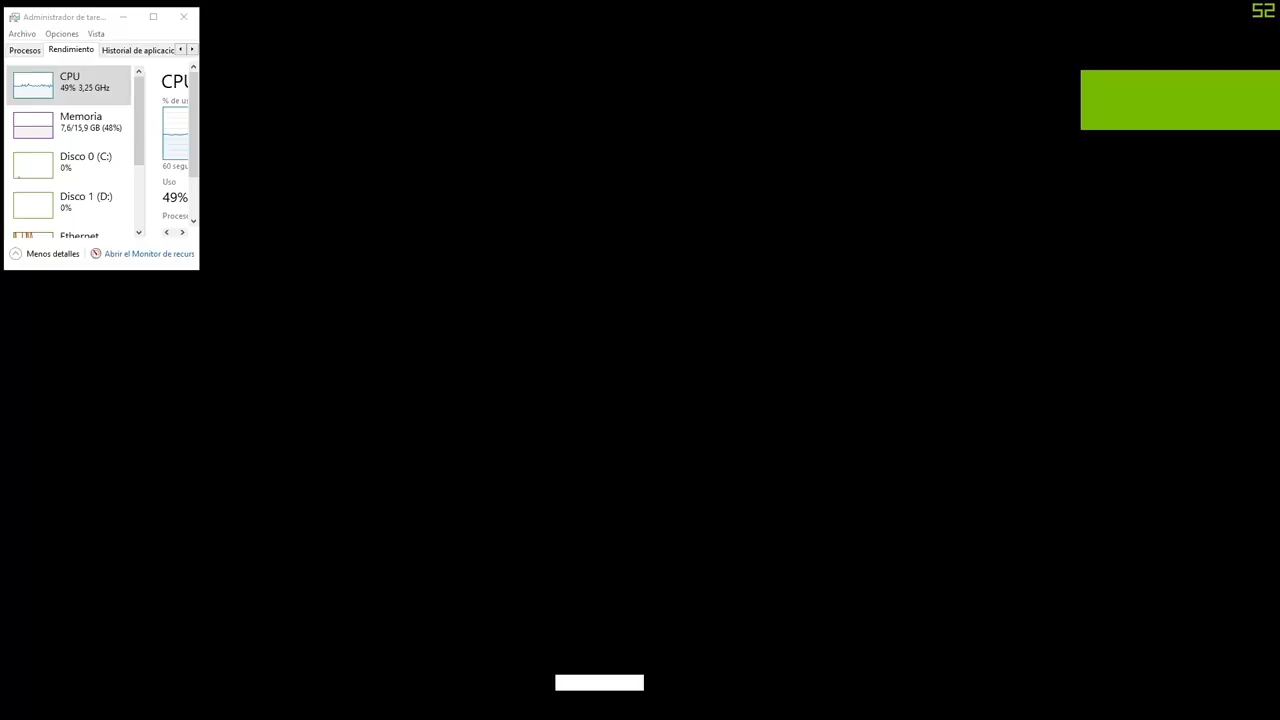 52
Administrador de tare...
Archivo Opciones Vista
Procesos Rendimiento Historial de aplicacic
CPU
49% 3,25 GHz
Memoria
7,6/15,9 GB (48%)
Disco 0 (C:)
0%
Disco 1 (D:)
0%
Ethernet
CPU
% de us
60 segu
Uso
49%
Proceso
Menos detalles Abrir el Monitor de recurs